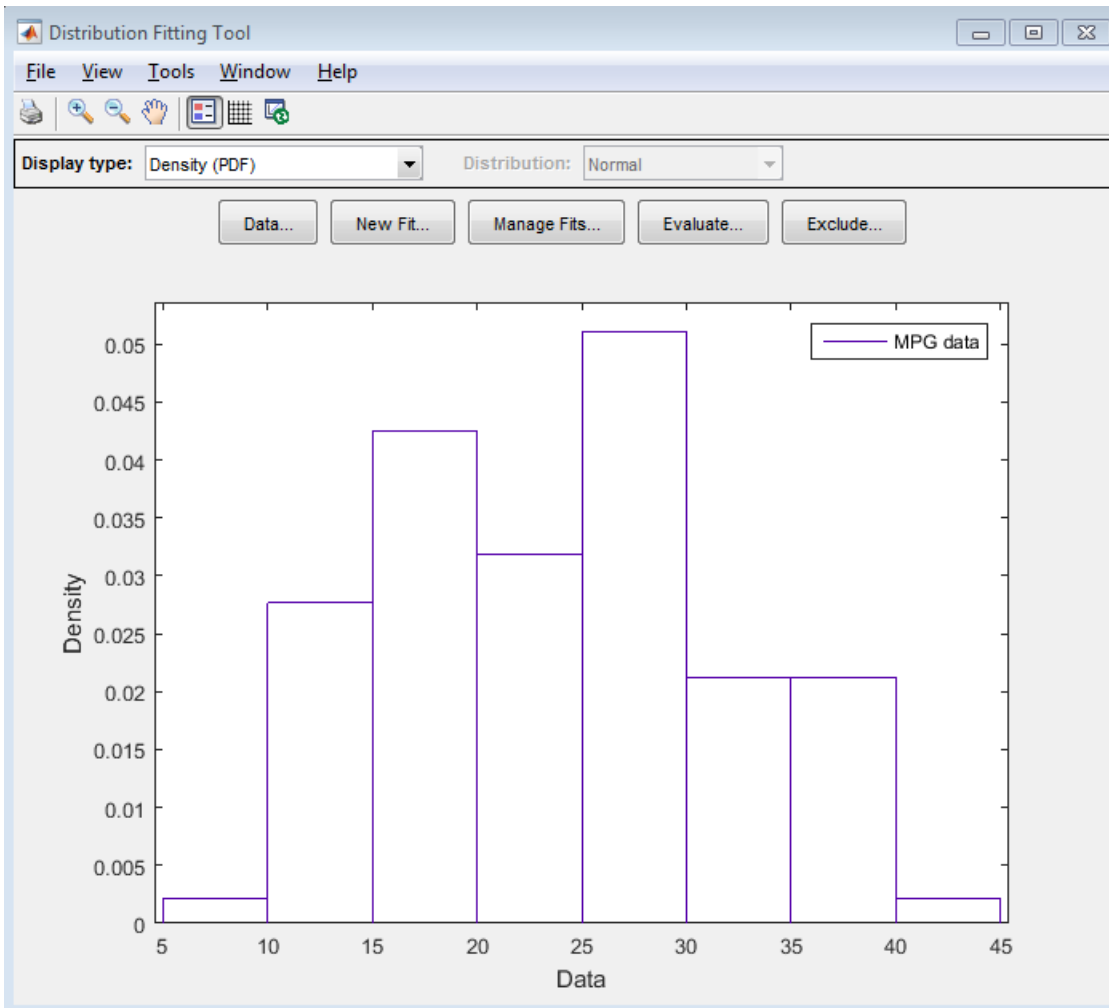 Distribution Fitting Tool
File View Tools Window Help
Display type: Density (PDF) Distribution: Normal
Data... New Fit... Manage Fits... Evaluate... Exclude...
MPG data
0.05
0.045
0.04
0.035
0.03
0.025
0.02
0.015
0.01
0.005
0
Density
5 10 15 20 25 30 35 40 45
Data